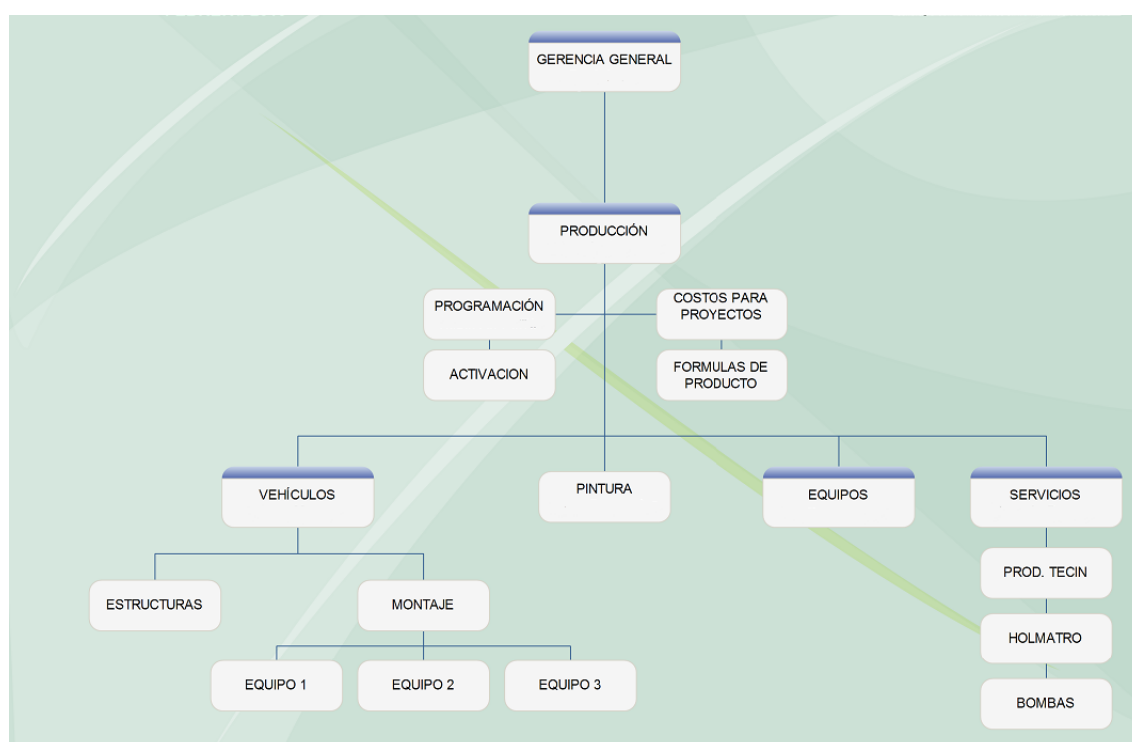 GERENCIA GENERAL
PRODUCCIÓN
PROGRAMACIÓN
COSTOS PARA
PROYECTOS
ACTIVACION
FORMULAS DE
PRODUCTO
VEHÍCULOS
PINTURA
EQUIPOS
SERVICIOS
ESTRUCTURAS
MONTAJE
PROD. TECIN
HOLMATRO
EQUIPO 1
EQUIPO 2
EQUIPO 3
BOMBAS